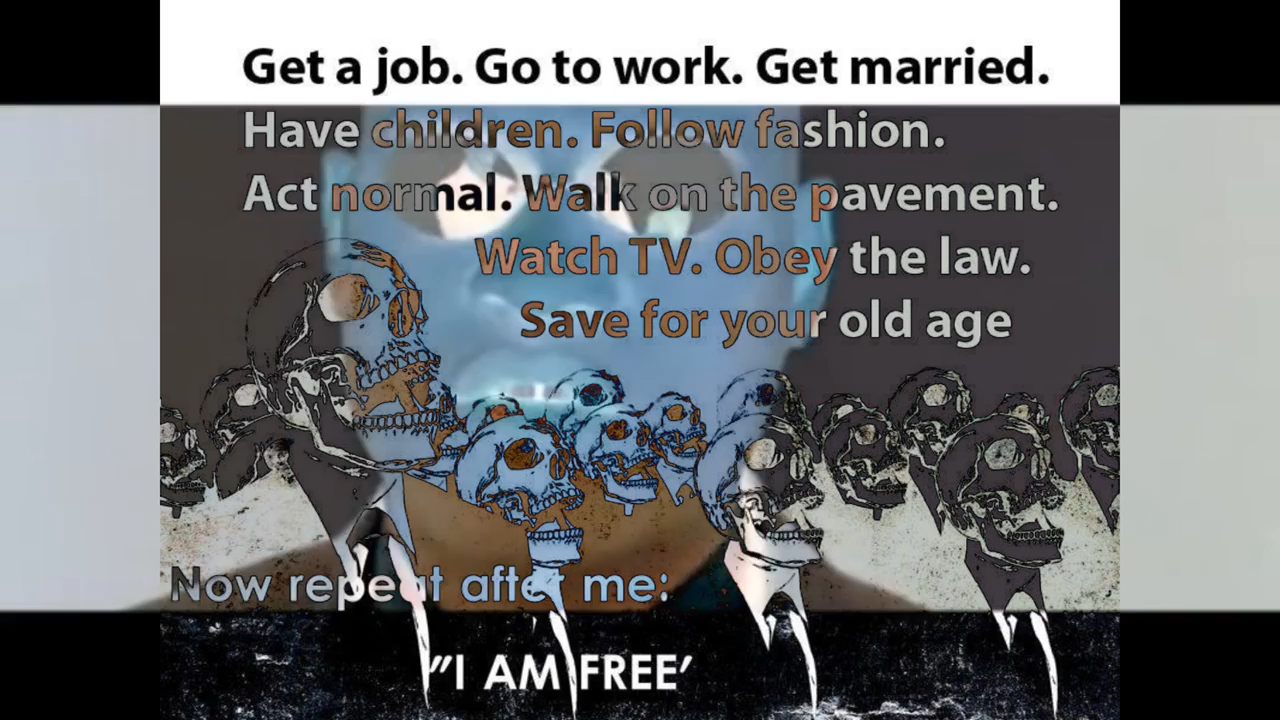 Get a job. Go to work. Get married.
Have children. Follow fashion.
Act normal. Walk on the pavement.
Watch TV. Obey the law.
Save for your old age
Now repeat after me:
"I AM FREE'